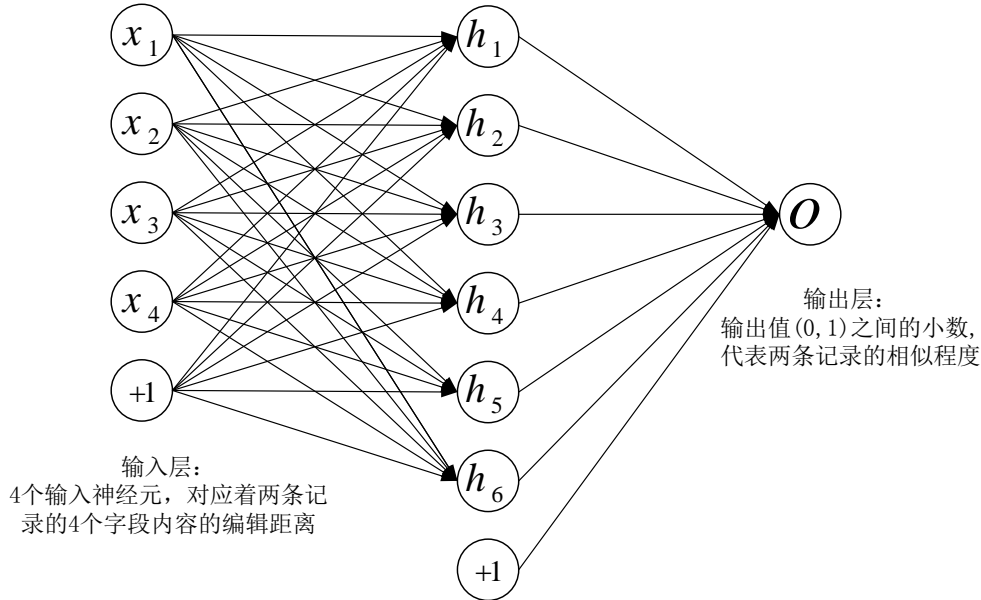 x1
x2
x3
x4
+1
输入层：
4个输入神经元，对应着两条记
录的4个字段内容的编辑距离
h1
h2
h3
h4
h5
h6
+1
O
输出层：
输出值(0,1)之间的小数，
代表两条记录的相似程度